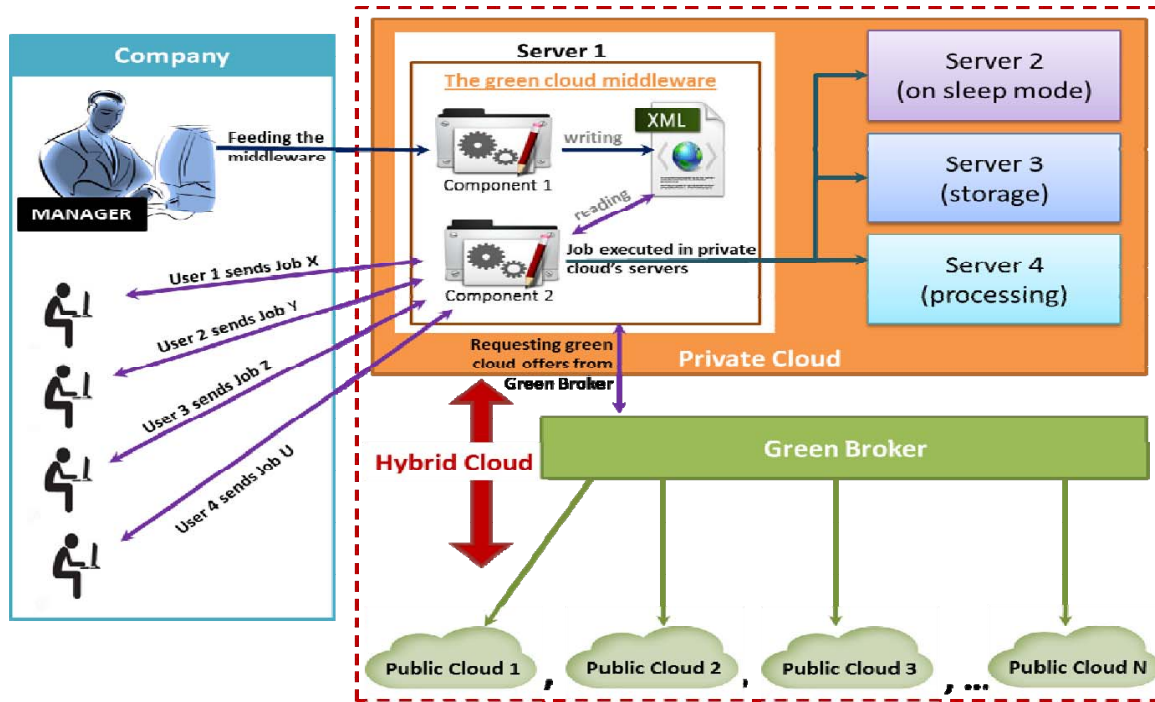 Company
Feeding the
middleware
MANAGER
User 1 sends Job X
User 2 sends Job Y
User 3 sends Job Z
User 4 sends Job U
Server 1
The green cloud middleware
Component 1
writing
XML
reading
Component 2
Job executed in private
cloud's servers
Server 2
(on sleep mode)
Server 3
(storage)
Server 4
(processing)
Requesting green
cloud offers from
Green Broker
Private Cloud
Hybrid Cloud
Green Broker
Public Cloud 1 , Public Cloud 2 , Public Cloud 3 , ... Public Cloud N